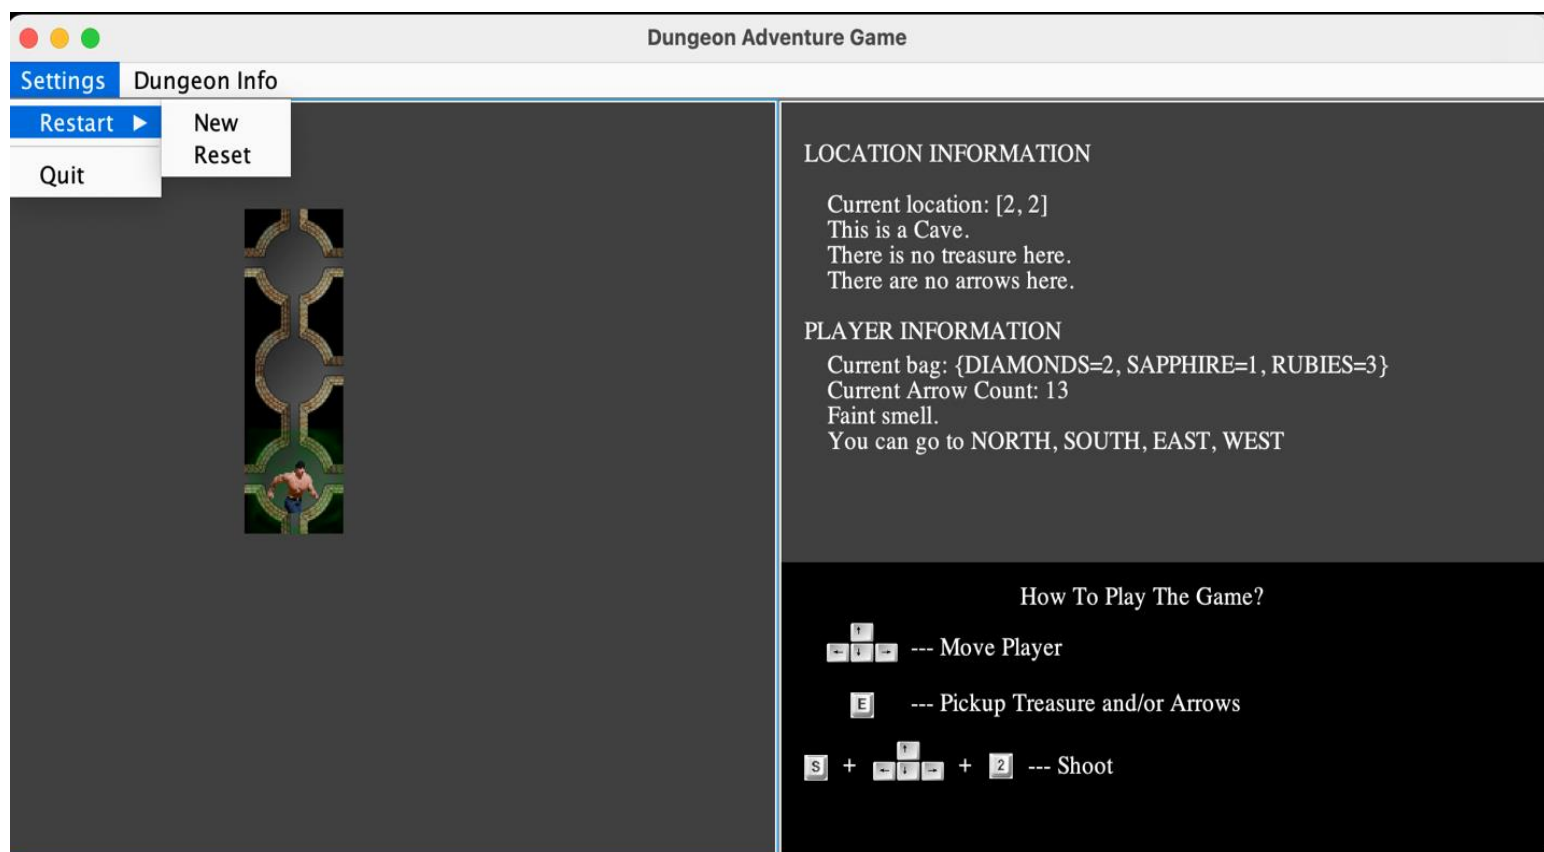 Dungeon Adventure Game
Settings Dungeon Info
Restart ▶ New
Reset
Quit
LOCATION INFORMATION
Current location: [2, 2]
This is a Cave.
There is no treasure here.
There are no arrows here.
PLAYER INFORMATION
Current bag: {DIAMONDS=2, SAPPHIRE=1, RUBIES=3}
Current Arrow Count: 13
Faint smell.
You can go to NORTH, SOUTH, EAST, WEST
How To Play The Game?
↑
← ↓ → --- Move Player
E --- Pickup Treasure and/or Arrows
↑
S + ← ↓ → + 2 --- Shoot